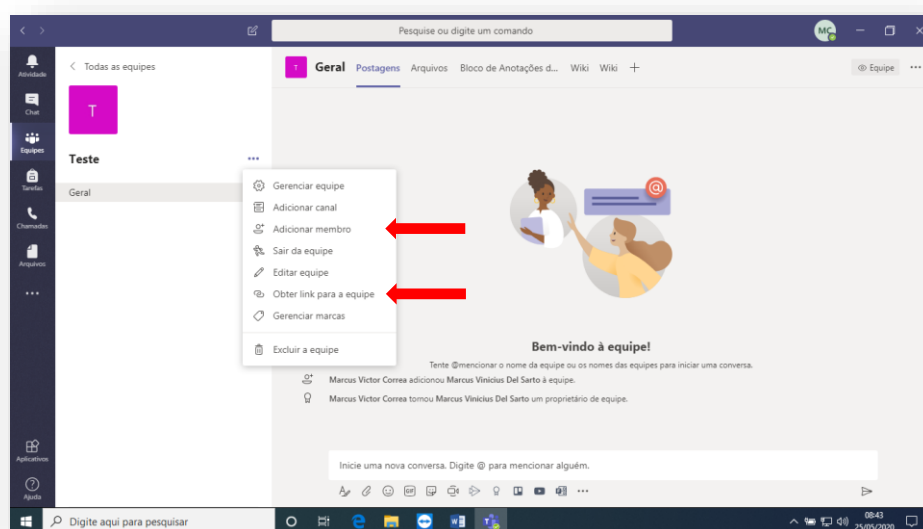 Pesquise ou digite um comando
MC
Atividade
Chat
Equipes
Tarefas
Chamadas
Arquivos
Aplicativos
Ajuda
Todas as equipes
T
Teste
Geral
T
Geral Postagens Arquivos Bloco de Anotações d... Wiki Wiki
Equipe
Gerenciar equipe
Adicionar canal
Adicionar membro
Sair da equipe
Editar equipe
Obter link para a equipe
Gerenciar marcas
Excluir a equipe
@
Bem-vindo à equipe!
Tente @mencionar o nome da equipe ou os nomes das equipes para iniciar uma conversa.
Marcus Victor Correa adicionou Marcus Vinicius Del Sarto à equipe.
Marcus Victor Correa tornou Marcus Vinicius Del Sarto um proprietário de equipe.
Inicie uma nova conversa. Digite @ para mencionar alguém.
GIF
Digite aqui para pesquisar
08:43
25/05/2020